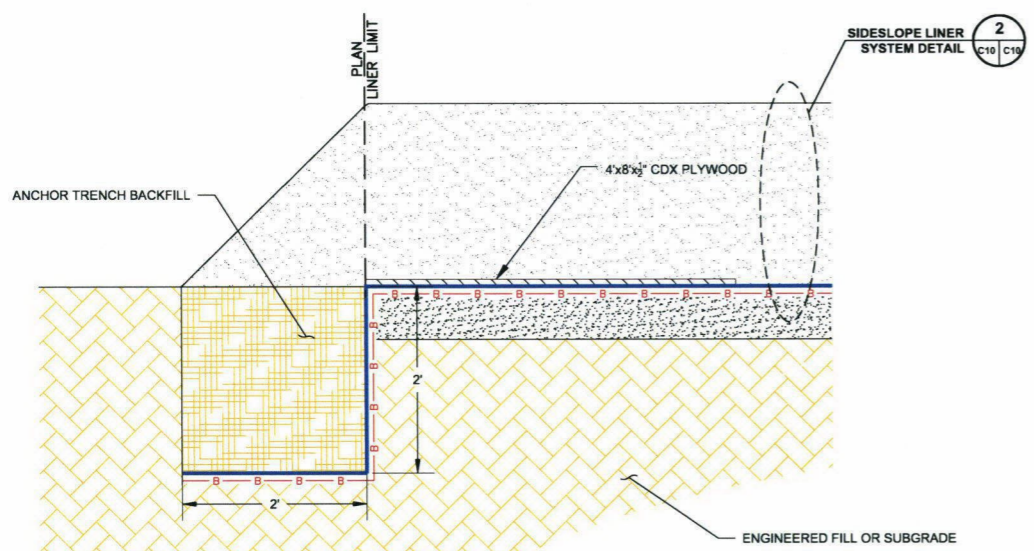 PLAN
LINER LIMIT
SIDESLOPE LINER
SYSTEM DETAIL
2
C10 C10
4'x8'x½" CDX PLYWOOD
ANCHOR TRENCH BACKFILL
B B B B B B B B B B B
B
B
B
B
2'
B B B B
2'
ENGINEERED FILL OR SUBGRADE